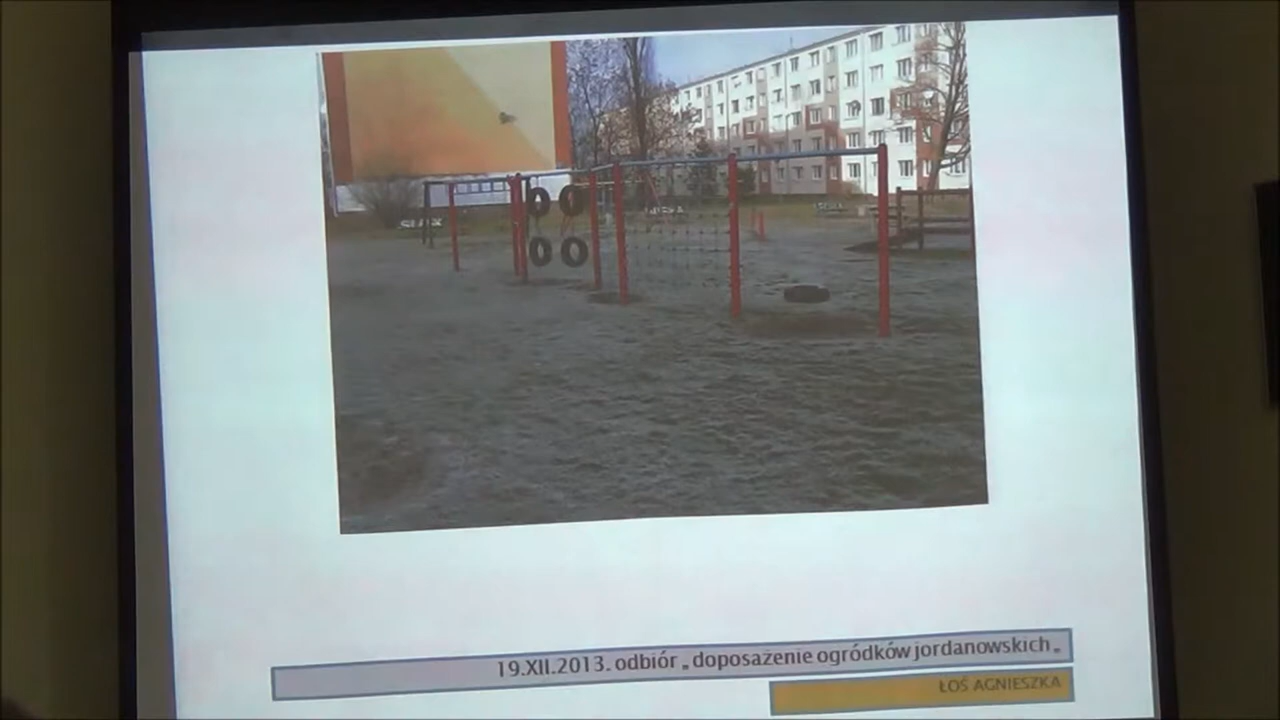 19.XII.2013. odbiór „ doposażenie ogródków jordanowskich „
ŁOŚ AGNIESZKA